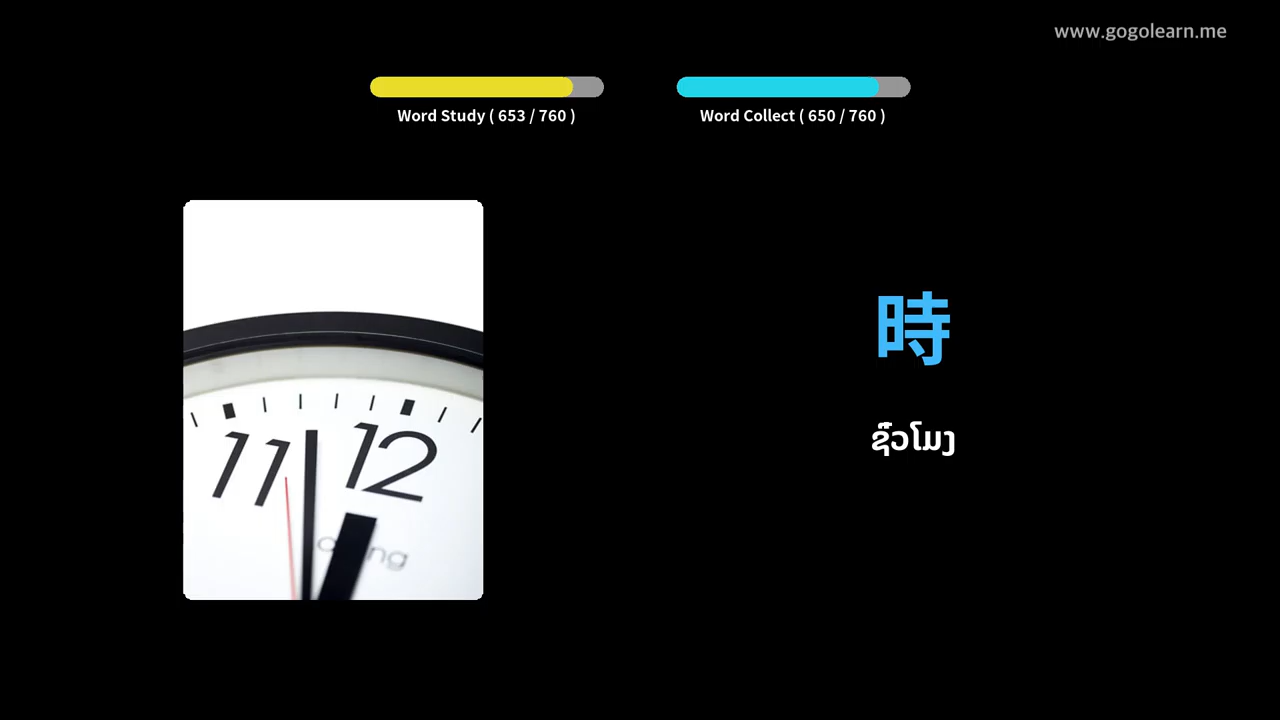 www.gogolearn.me
Word Study ( 653 / 760 )
Word Collect ( 650 / 760 )
11 12
時
ຊົ່ວໂມງ